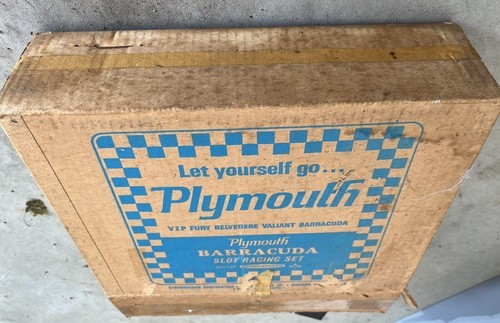 Let yourself go...
Plymouth
VIP FURY BELVEDERE VALIANT BARRACUDA
Plymouth
BARRACUDA
SLOT RACING SET